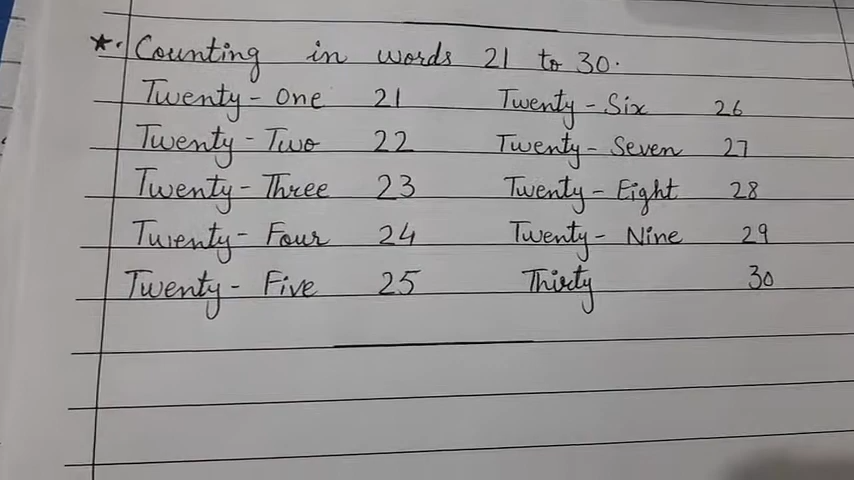 ★. Counting in words 21 to 30.
Twenty - One 21 Twenty - Six 26
Twenty - Two 22 Twenty - Seven 27
Twenty - Three 23 Twenty - Eight 28
Twenty - Four 24 Twenty - Nine 29
Twenty - Five 25 Thirty 30